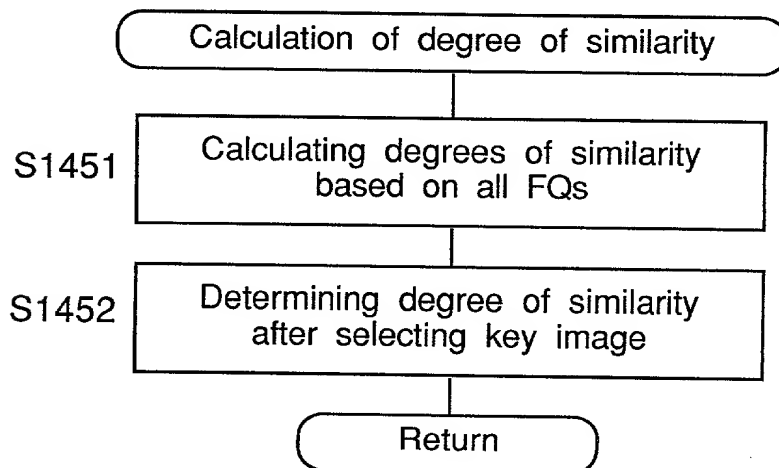 Calculation of degree of similarity
S1451
Calculating degrees of similarity
based on all FQs
S1452
Determining degree of similarity
after selecting key image
Return